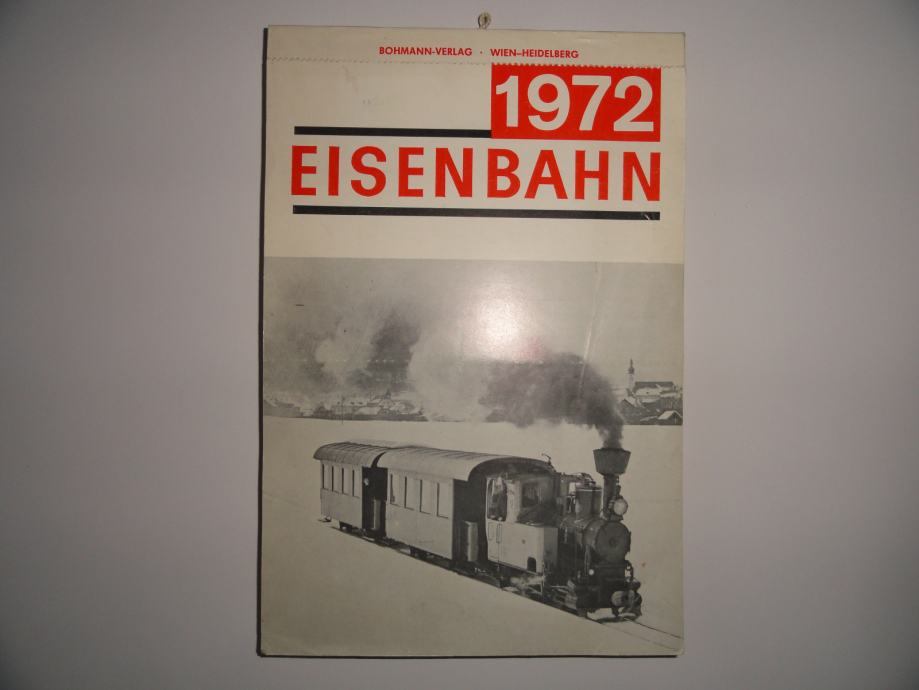 BOHMANN-VERLAG · WIEN–HEIDELBERG
1972
EISENBAHN